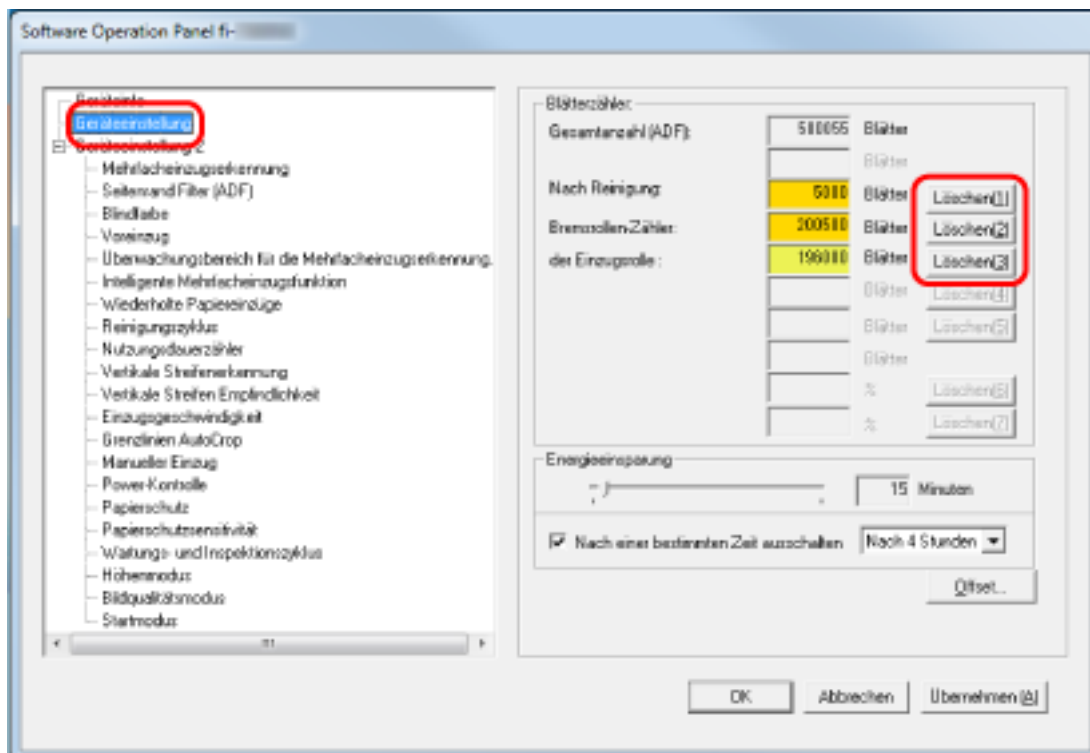 Software Operation Panel fi-
Geräteinfo
Geräteeinstellung
Geräteeinstellung 2
Mehrfacheinzugserkennung
Seitenrand Filter (ADF)
Blindfarbe
Voreinzug
Überwachungsbereich für die Mehrfacheinzugserkennung.
Intelligente Mehrfacheinzugsfunktion
Wiederholte Papiereinzüge
Reinigungszyklus
Nutzungsdauerzähler
Vertikale Streifenerkennung
Vertikale Streifen Empfindlichkeit
Einzugsgeschwindigkeit
Grenzlinien AutoCrop
Manueller Einzug
Power-Kontrolle
Papierschutz
Papierschutzsensitivität
Wartungs- und Inspektionszyklus
Höhenmodus
Bildqualitätsmodus
Startmodus
Blätterzähler:
Gesamtanzahl (ADF): 510055 Blätter
Blätter
Nach Reinigung: 5000 Blätter Löschen(1)
Bremsrollen-Zähler: 200500 Blätter Löschen(2)
der Einzugsrolle : 196000 Blätter Löschen(3)
Blätter Löschen(4)
Blätter Löschen(5)
Blätter
% Löschen(6)
% Löschen(7)
Energieeinsparung
15 Minuten
Nach einer bestimmten Zeit ausschalten Nach 4 Stunden
Offset...
OK Abbrechen Übernehmen (A)